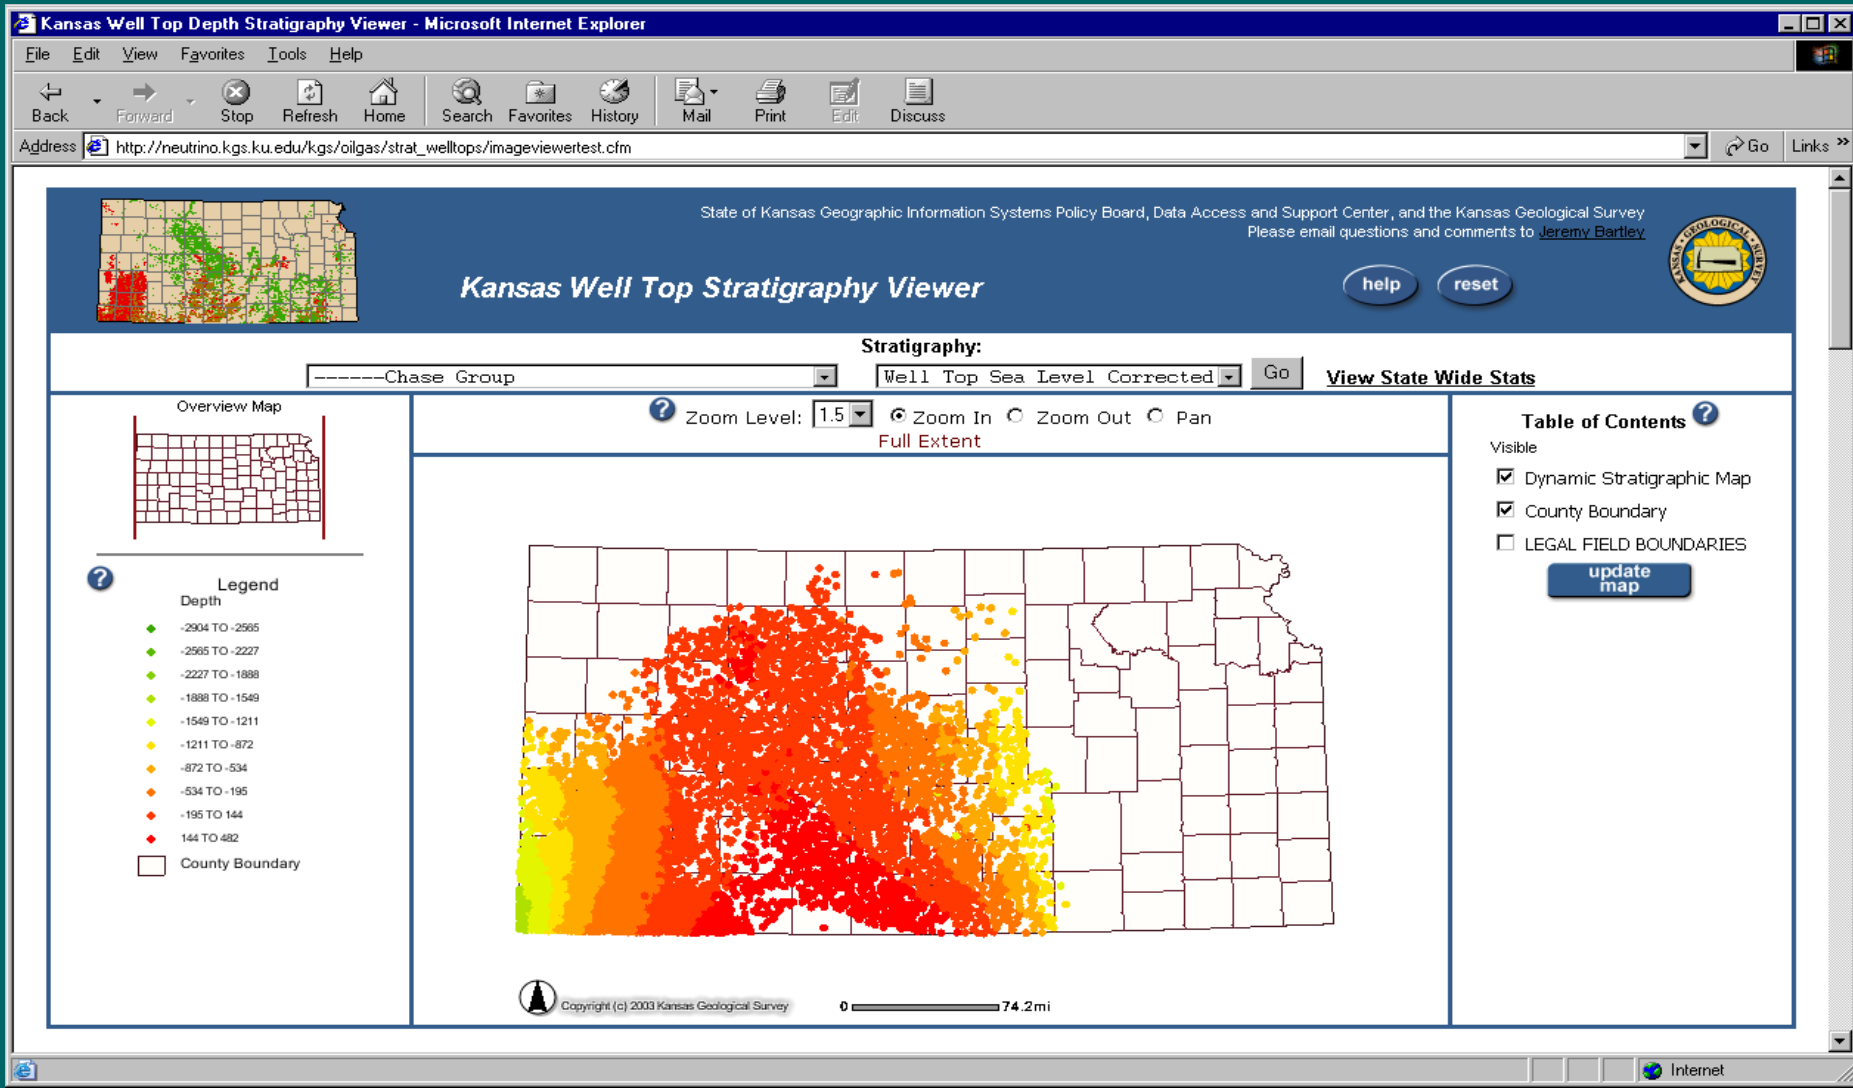 Kansas Well Top Depth Stratigraphy Viewer - Microsoft Internet Explorer
File Edit View Favorites Tools Help
Back Forward Stop Refresh Home Search Favorites History Mail Print Edit Discuss
Address http://neutrino.kgs.ku.edu/kgs/oilgas/strat_welltops/imageviewertest.cfm Go Links »
State of Kansas Geographic Information Systems Policy Board, Data Access and Support Center, and the Kansas Geological Survey
Please email questions and comments to Jeremy Bartley
Kansas Well Top Stratigraphy Viewer
help reset
KANSAS GEOLOGICAL SURVEY
Stratigraphy:
------Chase Group Well Top Sea Level Corrected Go View State Wide Stats
Overview Map
? Zoom Level: 1.5 Zoom In Zoom Out Pan
Full Extent
Table of Contents ?
Visible
Dynamic Stratigraphic Map
County Boundary
LEGAL FIELD BOUNDARIES
update
map
? Legend
Depth
-2904 TO -2565
-2565 TO -2227
-2227 TO -1888
-1888 TO -1549
-1549 TO -1211
-1211 TO -872
-872 TO -534
-534 TO -195
-195 TO 144
144 TO 482
County Boundary
Copyright (c) 2003 Kansas Geological Survey
0 74.2mi
Internet